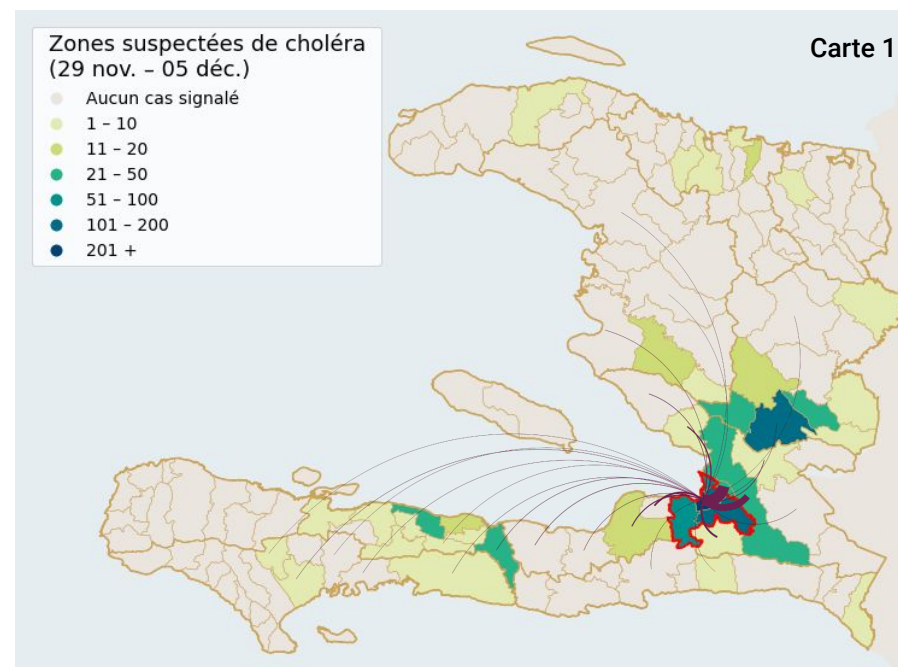 Zones suspectées de choléra
(29 nov. – 05 déc.)
Aucun cas signalé
1 – 10
11 – 20
21 – 50
51 – 100
101 – 200
201 +
Carte 1